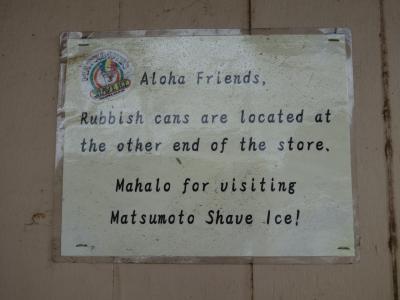 Aloha Friends,
Rubbish cans are located at
the other end of the store.
Mahalo for visiting
Matsumoto Shave Ice!